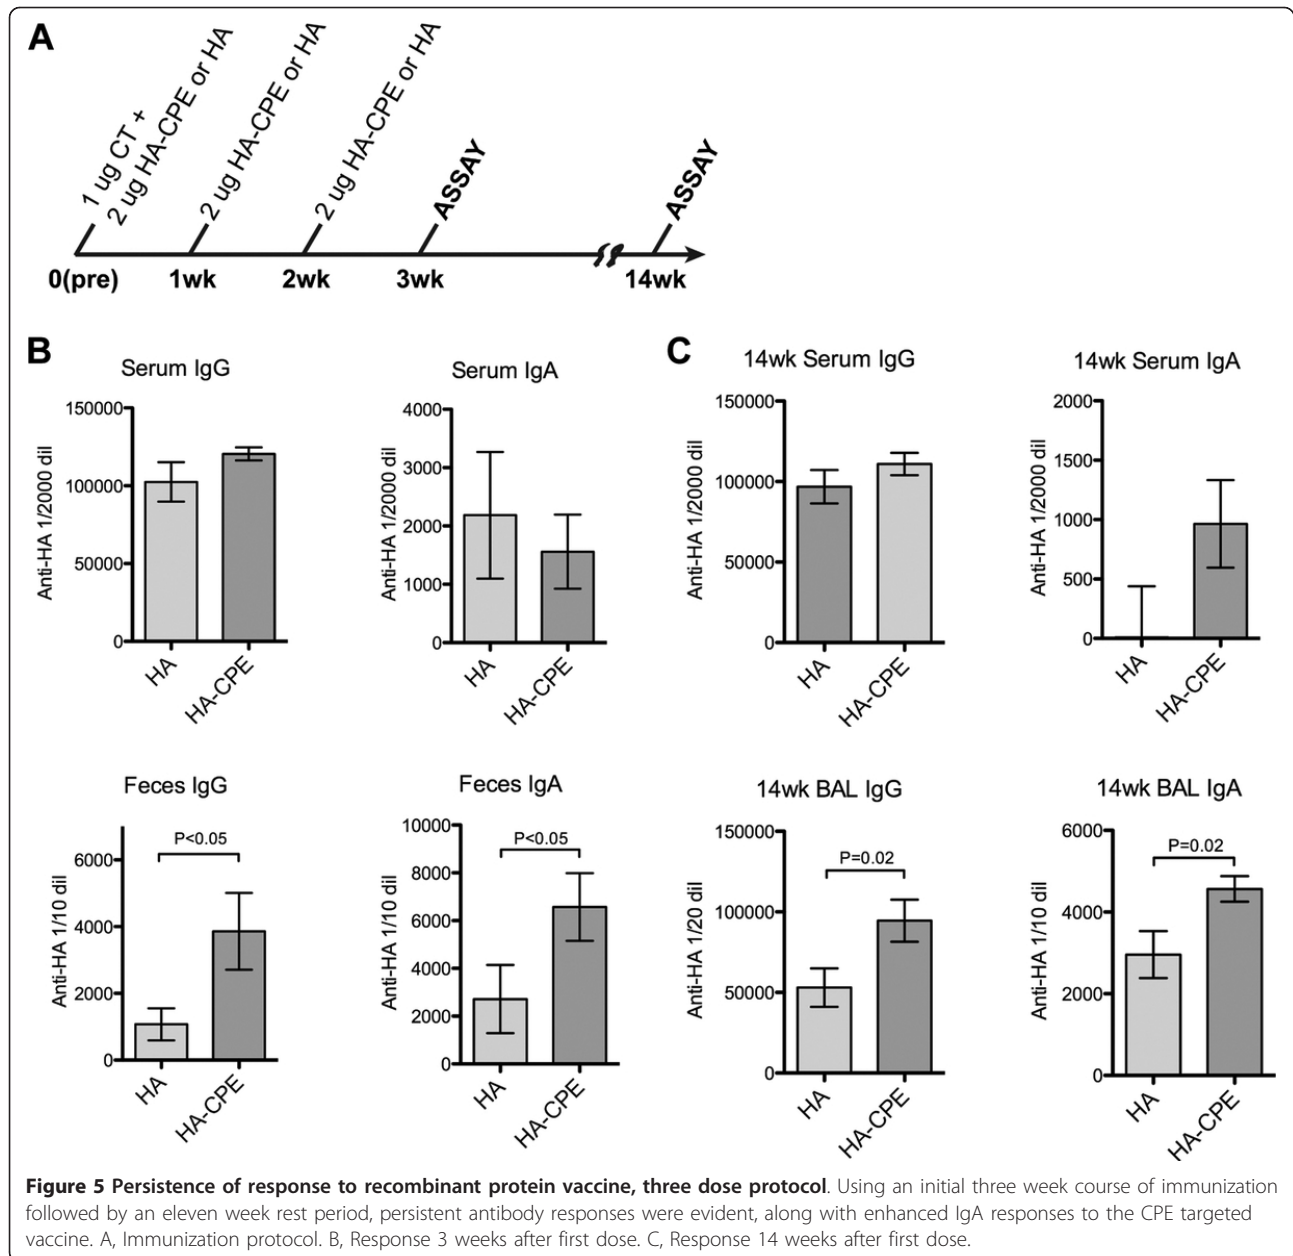 A
1 ug CT +
2 ug HA-CPE or HA
2 ug HA-CPE or HA
2 ug HA-CPE or HA
ASSAY
ASSAY
0(pre)
1wk
2wk
3wk
14wk
B
Serum IgG
Anti-HA 1/2000 dil
150000
100000
50000
0
HA
HA-CPE
Serum IgA
Anti-HA 1/2000 dil
4000
3000
2000
1000
0
HA
HA-CPE
Feces IgG
Anti-HA 1/10 dil
6000
4000
2000
0
P<0.05
HA
HA-CPE
Feces IgA
Anti-HA 1/10 dil
10000
8000
6000
4000
2000
0
P<0.05
HA
HA-CPE
C
14wk Serum IgG
Anti-HA 1/2000 dil
150000
100000
50000
0
HA
HA-CPE
14wk Serum IgA
Anti-HA 1/2000 dil
2000
1500
1000
500
0
HA
HA-CPE
14wk BAL IgG
Anti-HA 1/20 dil
150000
100000
50000
0
P=0.02
HA
HA-CPE
14wk BAL IgA
Anti-HA 1/10 dil
6000
4000
2000
0
P=0.02
HA
HA-CPE
Figure 5 Persistence of response to recombinant protein vaccine, three dose protocol. Using an initial three week course of immunization
followed by an eleven week rest period, persistent antibody responses were evident, along with enhanced IgA responses to the CPE targeted
vaccine. A, Immunization protocol. B, Response 3 weeks after first dose. C, Response 14 weeks after first dose.